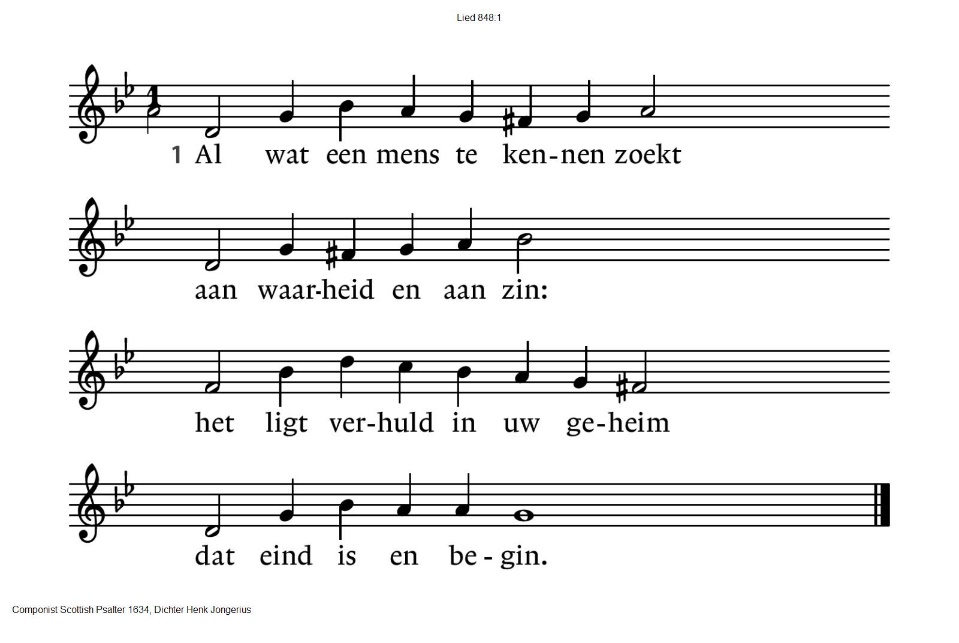 Lied 848:1
1
1 Al wat een mens te ken-nen zoekt
aan waar-heid en aan zin:
het ligt ver-huld in uw ge-heim
dat eind is en be - gin.
Componist Scottish Psalter 1634, Dichter Henk Jongerius